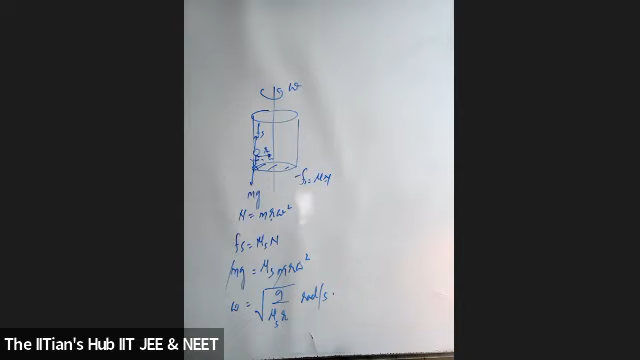 ω
fs
r
mg
fs = μN
N = mrω²
fs = μs N
mg = μs mrω²
ω = √(g / μs r) rad/s.
The IITian's Hub IIT JEE & NEET